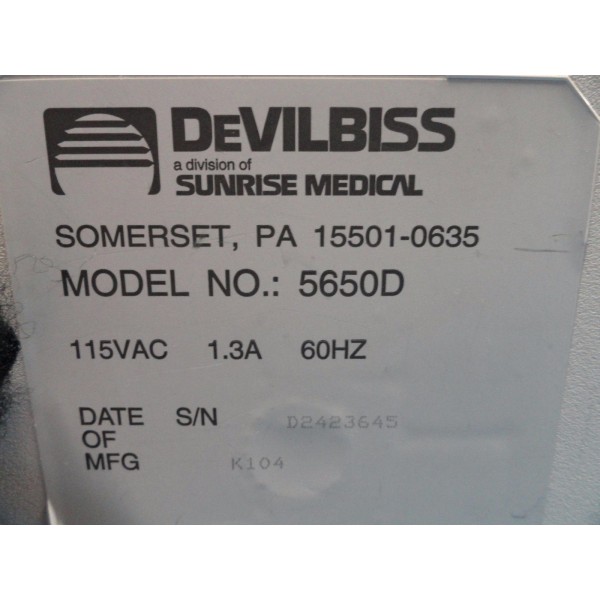 DEVILBISS
a division of
SUNRISE MEDICAL
SOMERSET, PA 15501-0635
MODEL NO.: 5650D
115VAC 1.3A 60HZ
DATE S/N D2423645
OF
MFG K104